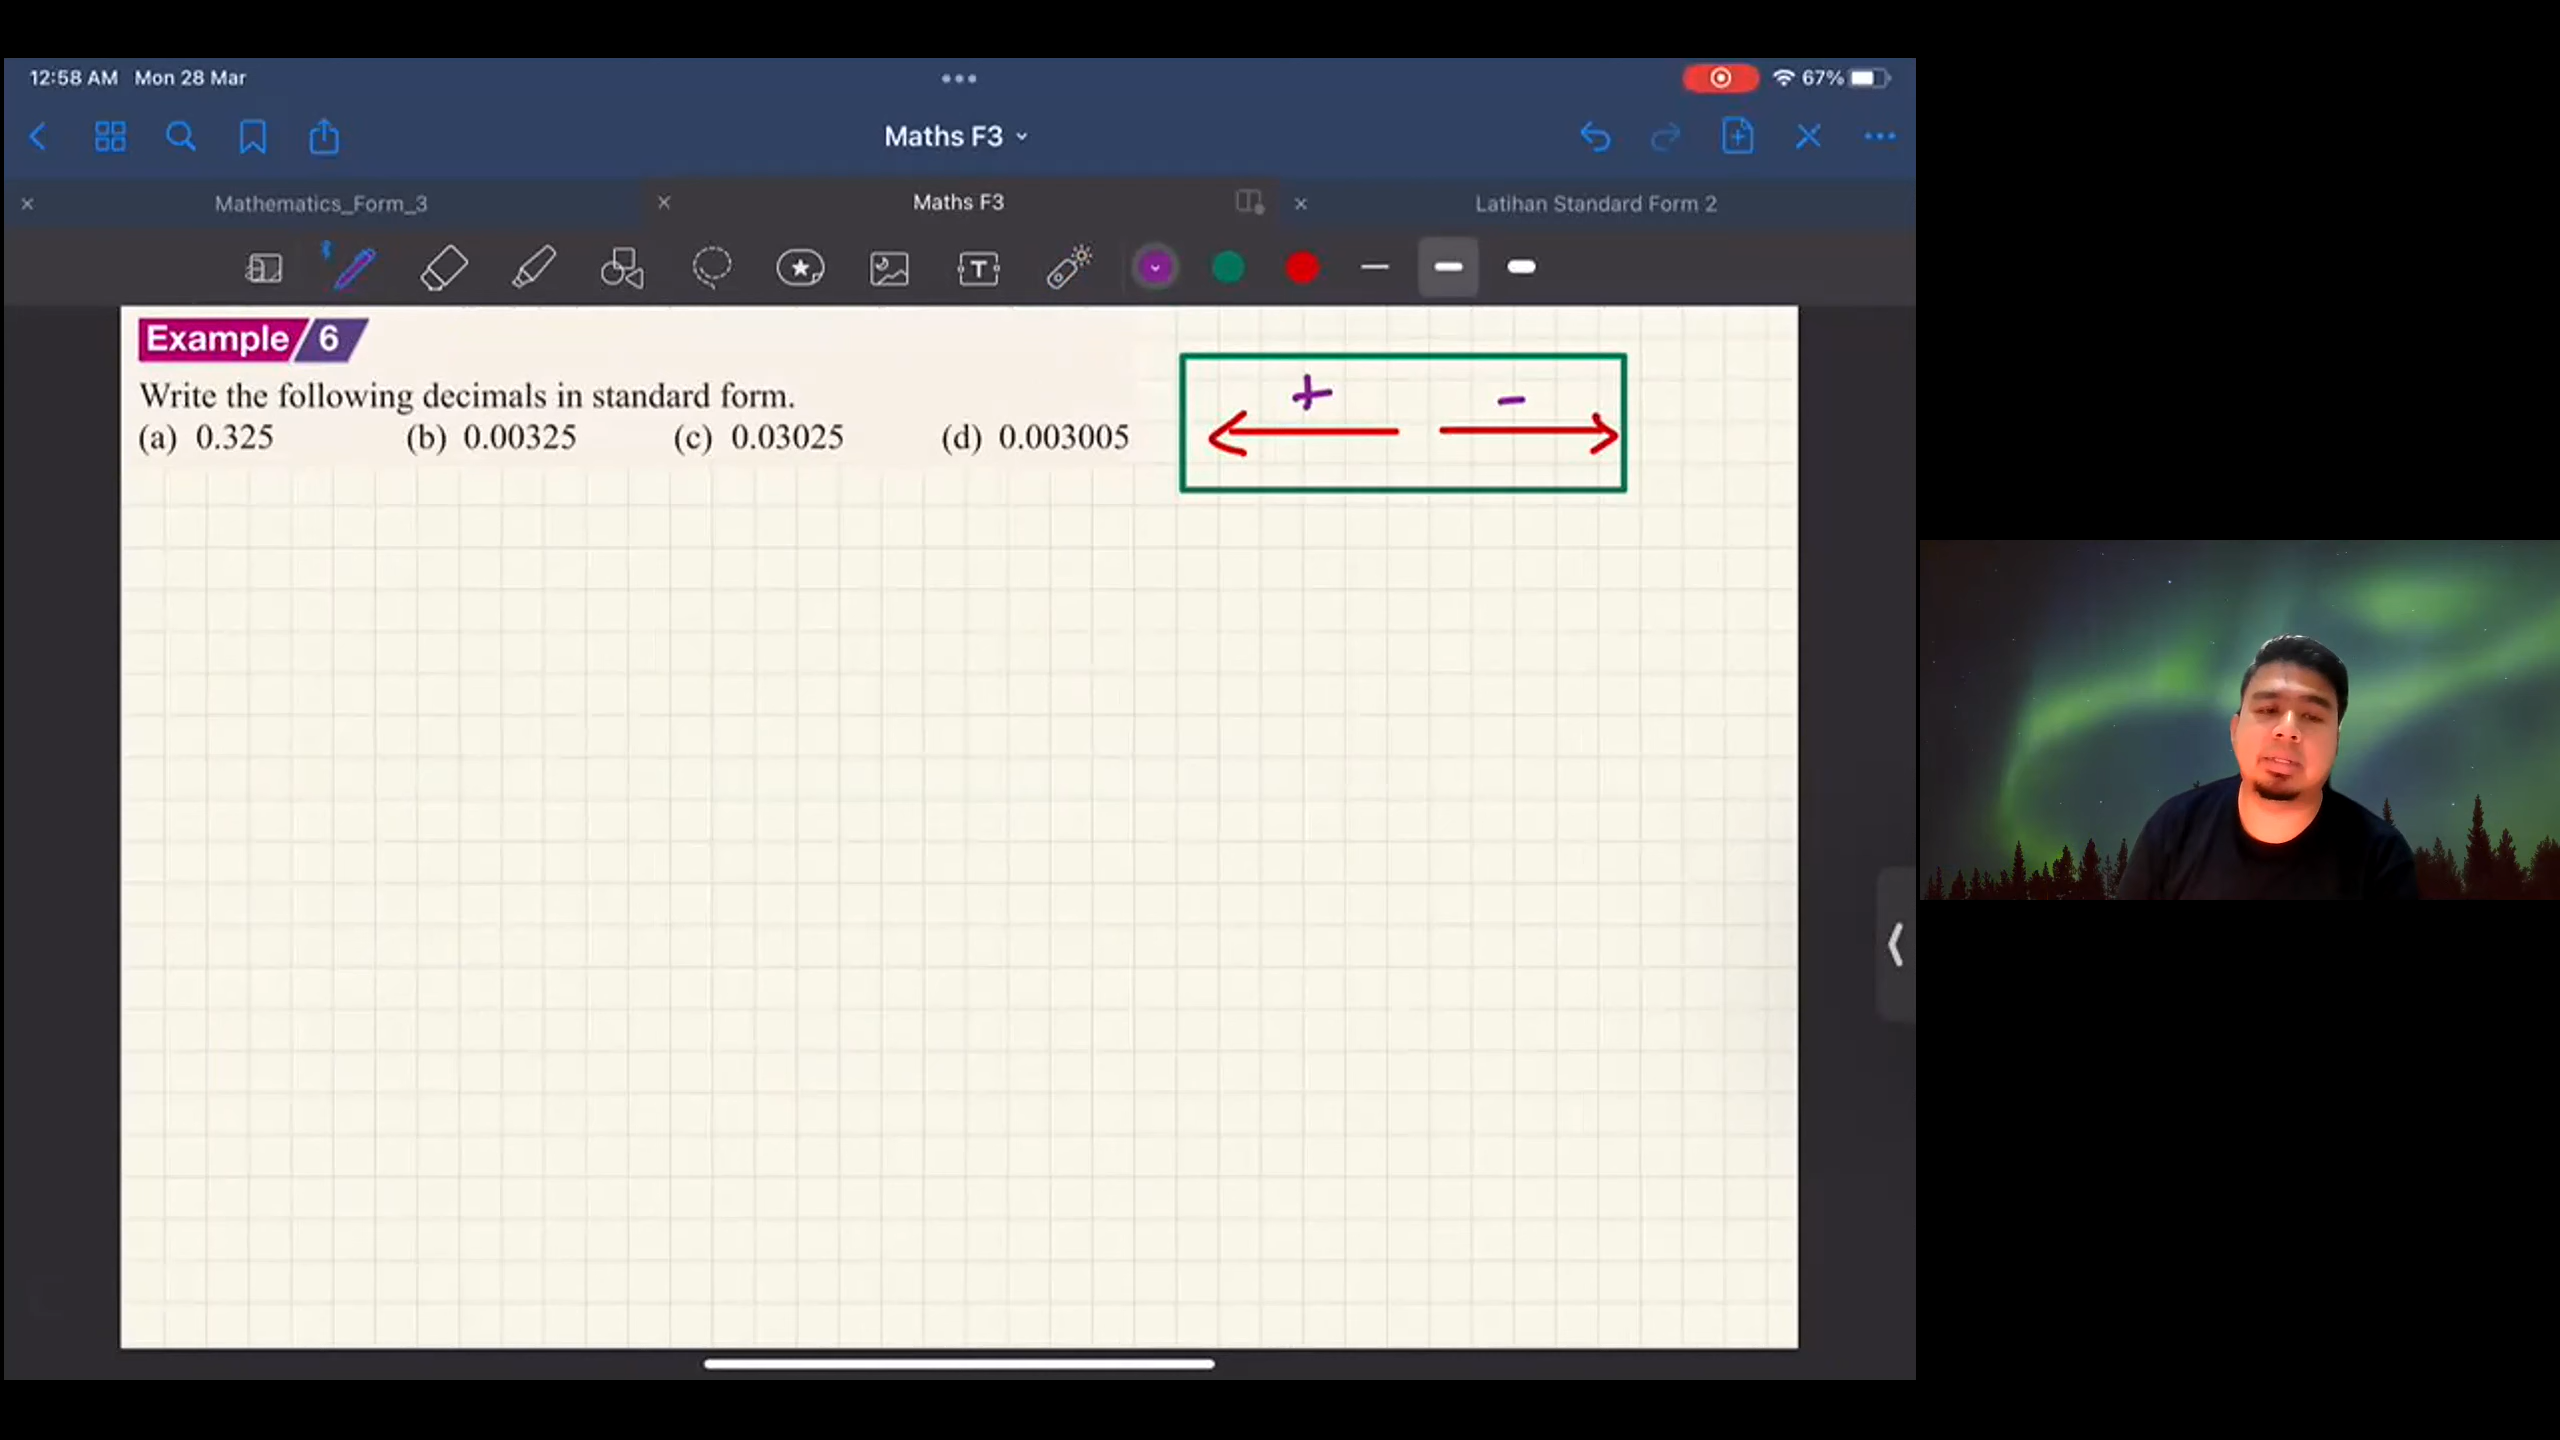 12:58 AM Mon 28 Mar
67%
Maths F3
Mathematics_Form_3
Maths F3
Latihan Standard Form 2
T
Example 6
Write the following decimals in standard form.
(a) 0.325 (b) 0.00325 (c) 0.03025 (d) 0.003005
+ -